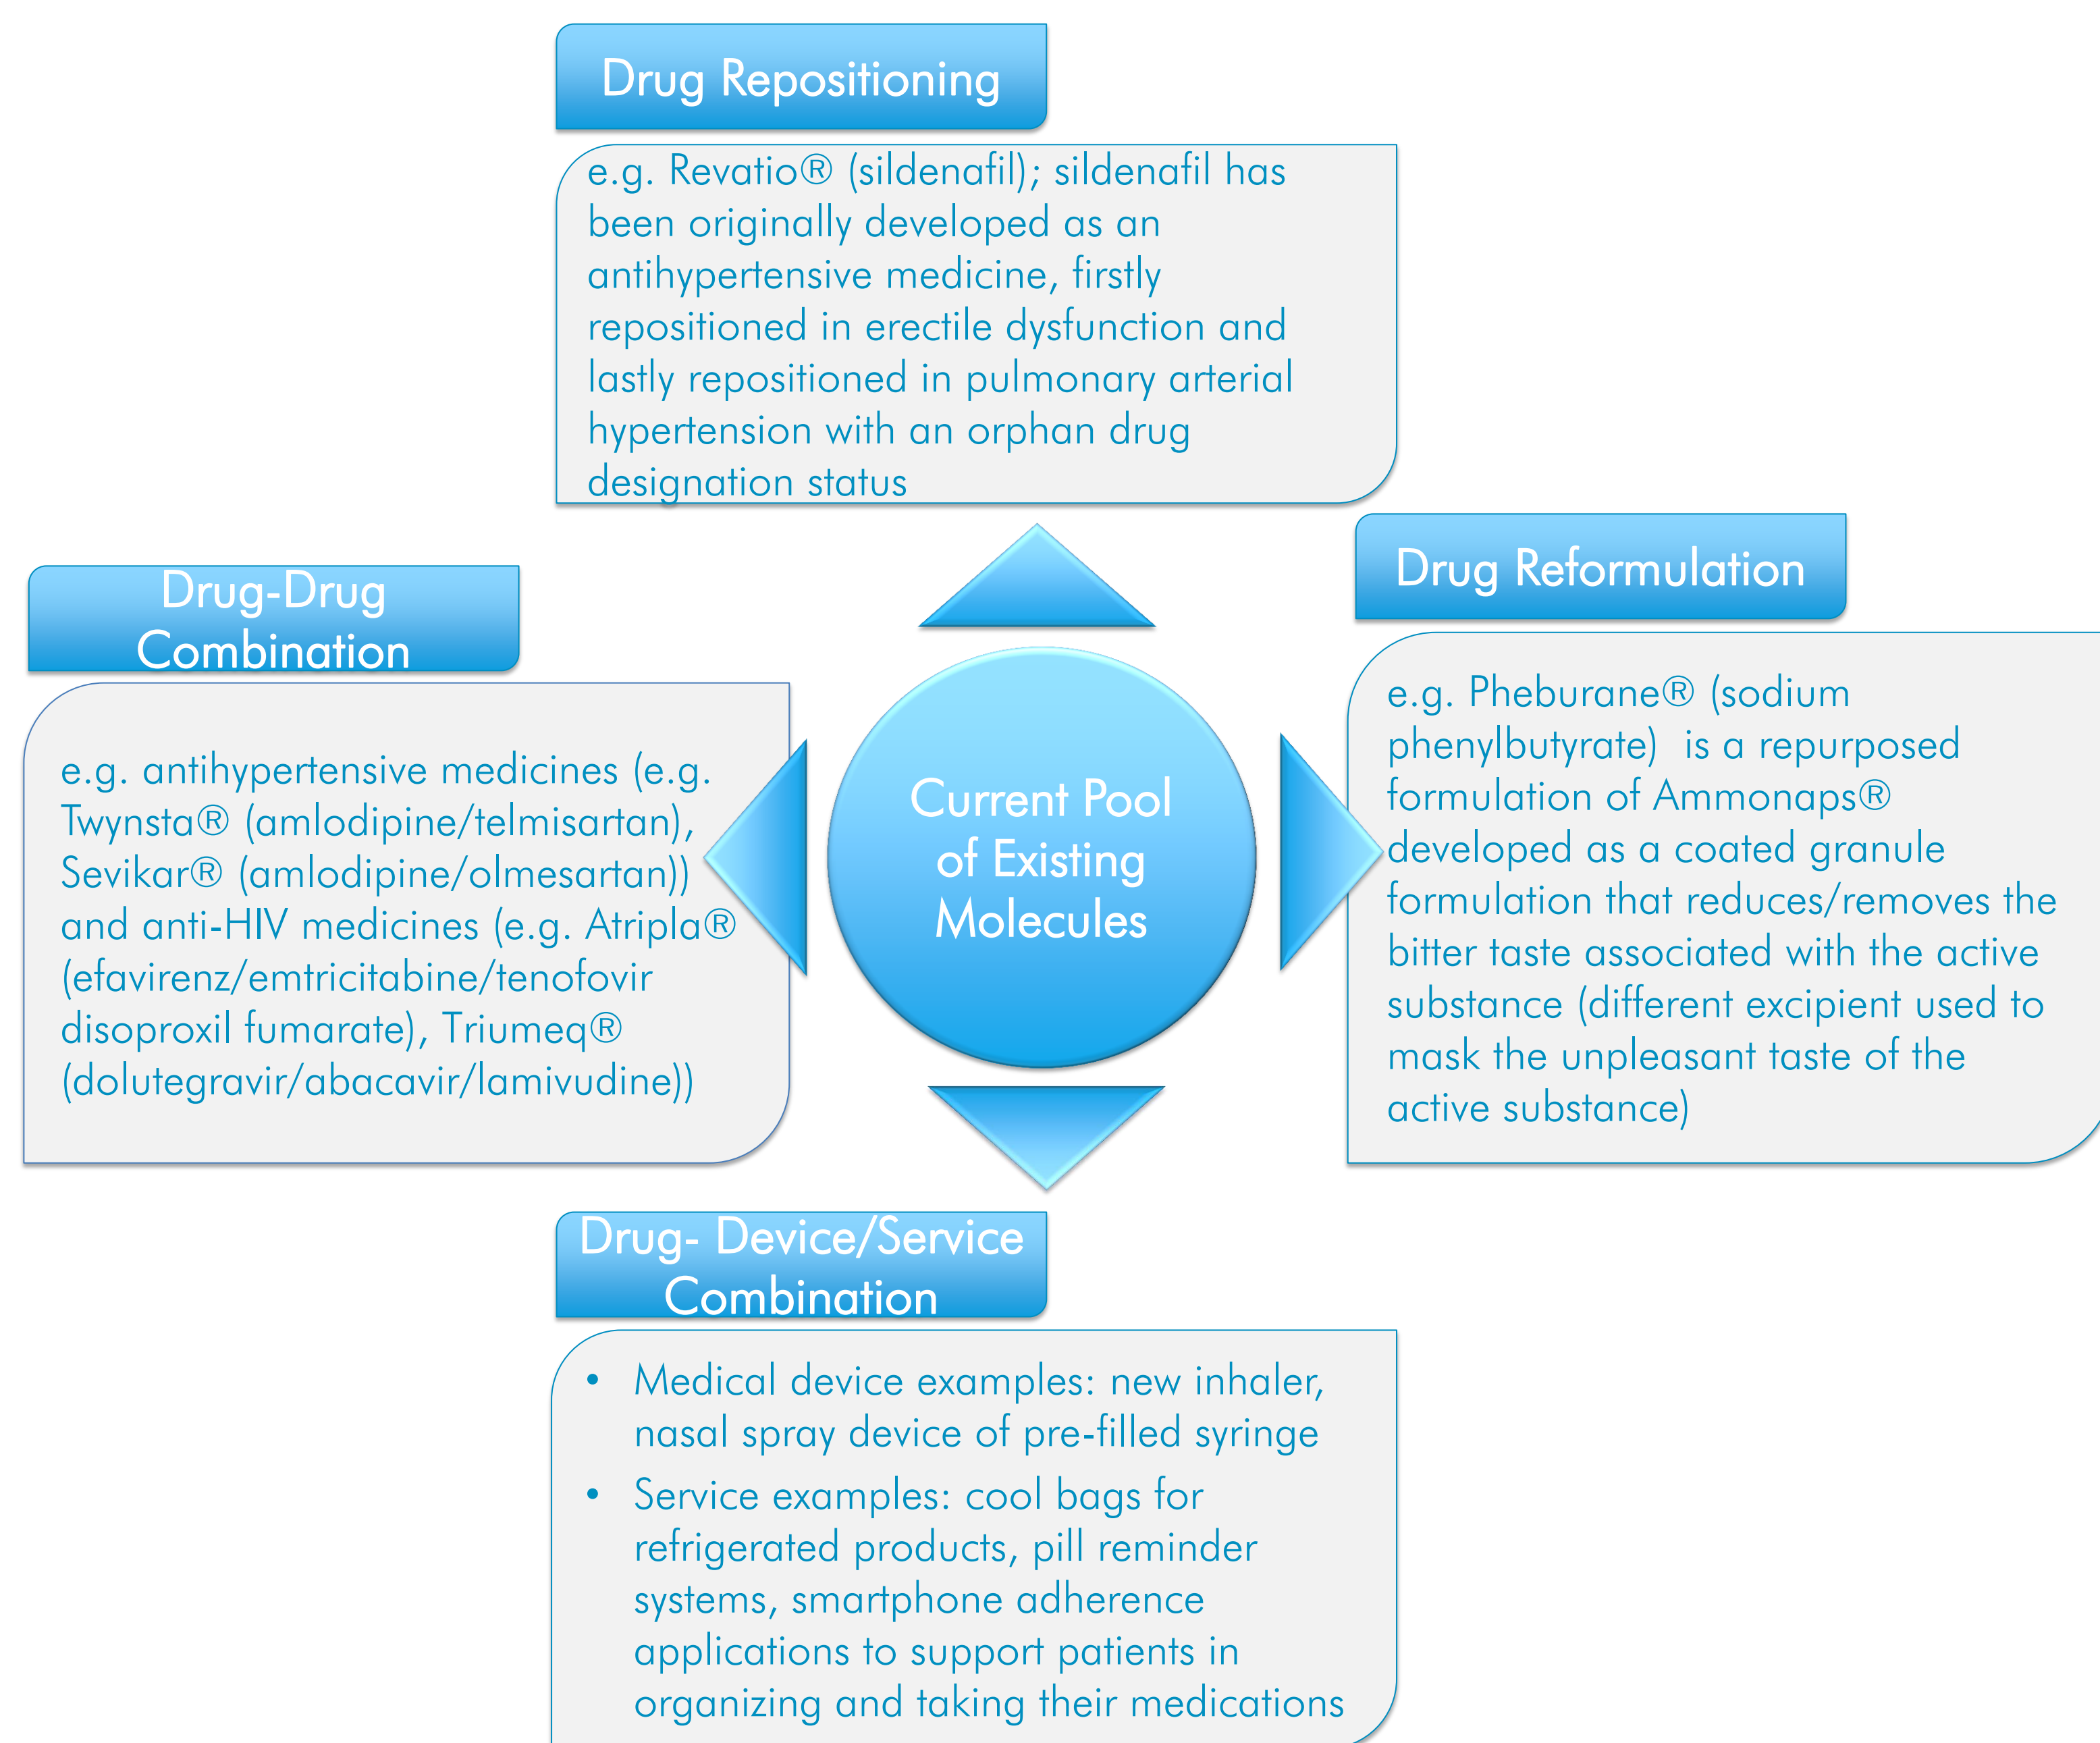 Drug Repositioning
e.g. Revatio® (sildenafil); sildenafil has
been originally developed as an
antihypertensive medicine, firstly
repositioned in erectile dysfunction and
lastly repositioned in pulmonary arterial
hypertension with an orphan drug
designation status
Drug-Drug
Combination
e.g. antihypertensive medicines (e.g.
Twynsta® (amlodipine/telmisartan),
Sevikar® (amlodipine/olmesartan))
and anti-HIV medicines (e.g. Atripla®
(efavirenz/emtricitabine/tenofovir
disoproxil fumarate), Triumeq®
(dolutegravir/abacavir/lamivudine))
Current Pool
of Existing
Molecules
Drug Reformulation
e.g. Pheburane® (sodium
phenylbutyrate)  is a repurposed
formulation of Ammonaps®
developed as a coated granule
formulation that reduces/removes the
bitter taste associated with the active
substance (different excipient used to
mask the unpleasant taste of the
active substance)
Drug- Device/Service
Combination
• Medical device examples: new inhaler,
nasal spray device of pre-filled syringe
• Service examples: cool bags for
refrigerated products, pill reminder
systems, smartphone adherence
applications to support patients in
organizing and taking their medications